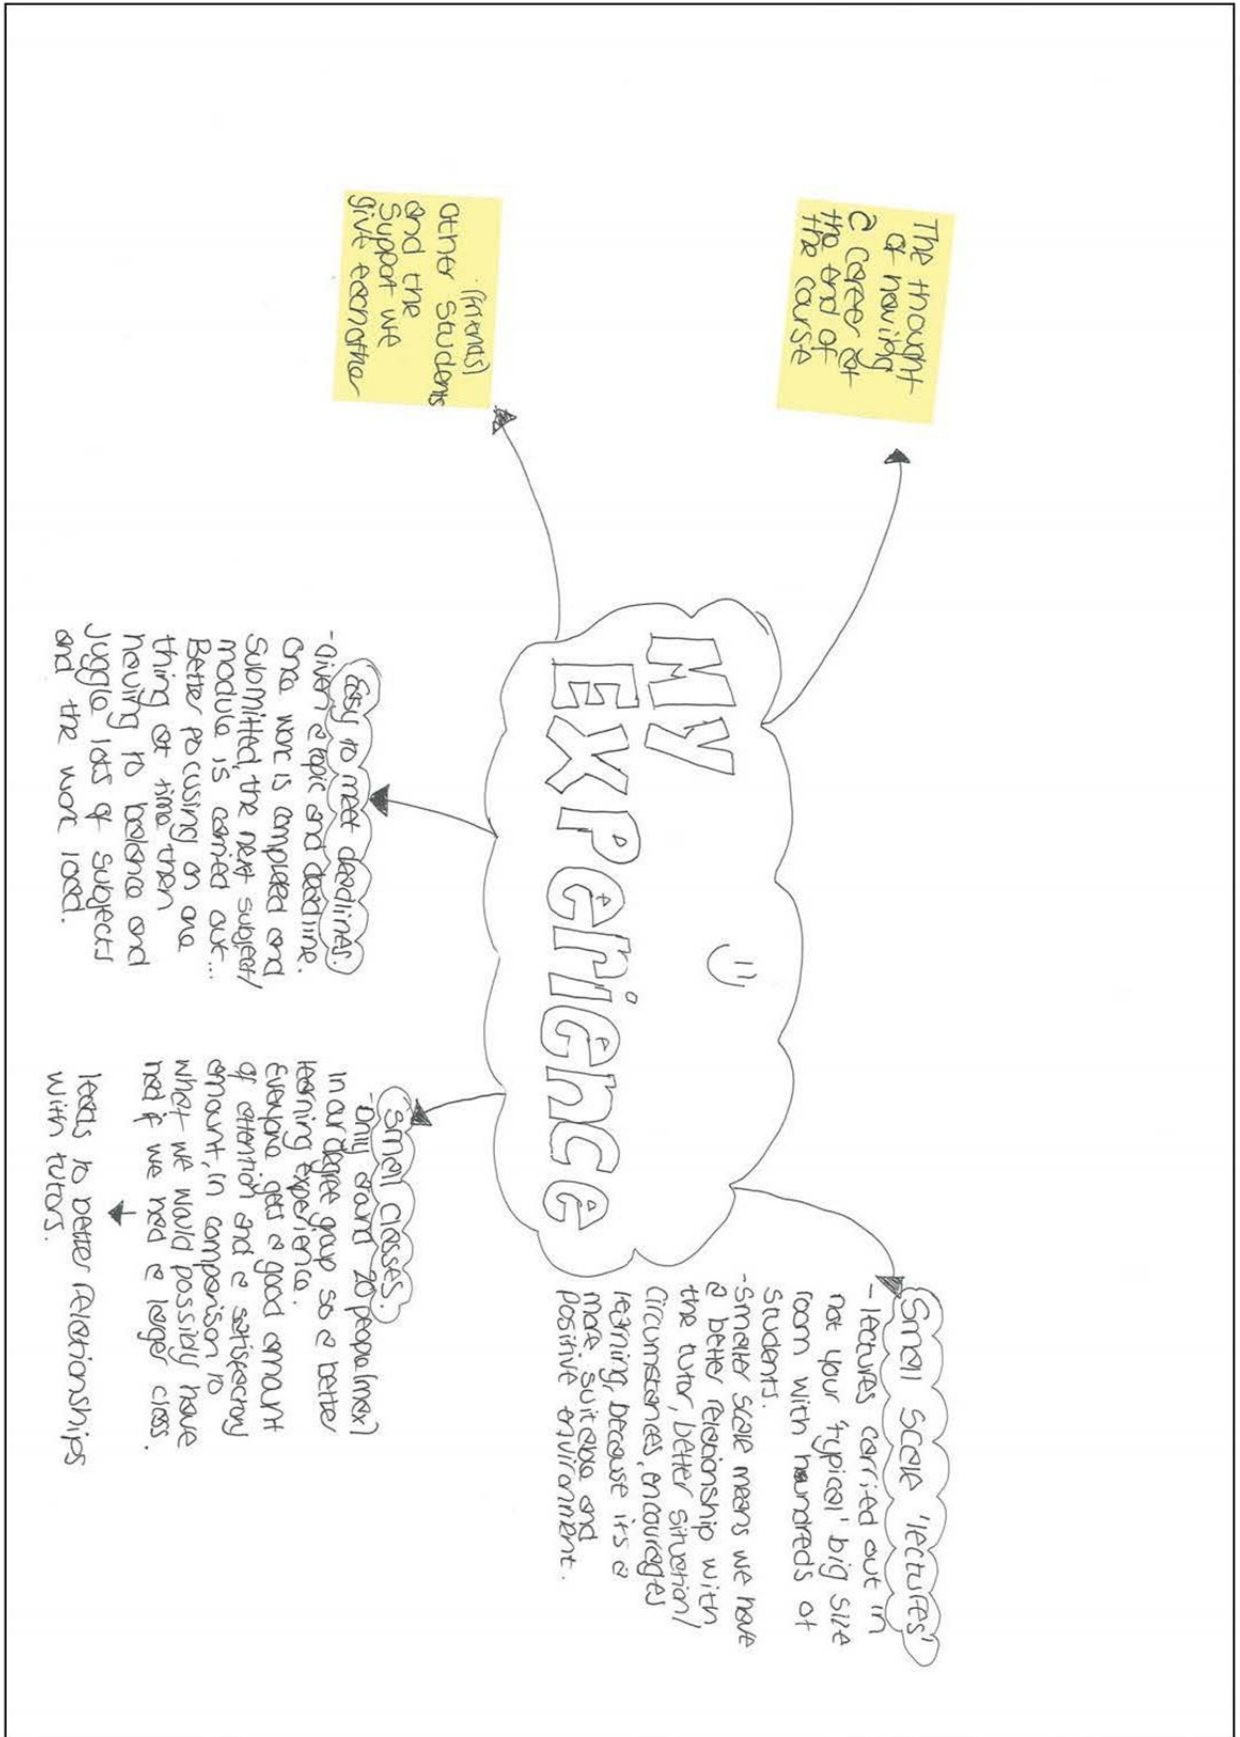 MY
EXPERIENCE
The thought
of having
a career at
the end of
the course
(friends)
other students
and the
support we
give eachother
Easy to meet deadlines.
-Given a topic and deadline.
Once work is completed and
submitted, the next subject/
module is carried out...
Better focusing on one
thing at time then
having to balance and
juggle lots of subjects
and the work load.
Small classes.
-Only around 20 people (max)
in our degree group so a better
learning experience.
Everyone gets a good amount
of attention and a satisfactory
amount, in comparison to
what we would possibly have
had if we had a larger class.
leads to better relationships
with tutors.
Small scale 'lectures'
- lectures carried out in
not your 'typical' big size
room with hundreds of
students.
-Smaller scale means we have
a better relationship with
the tutor, better situation/
circumstances, encourages
learning, because its a
more suitable and
positive environment.